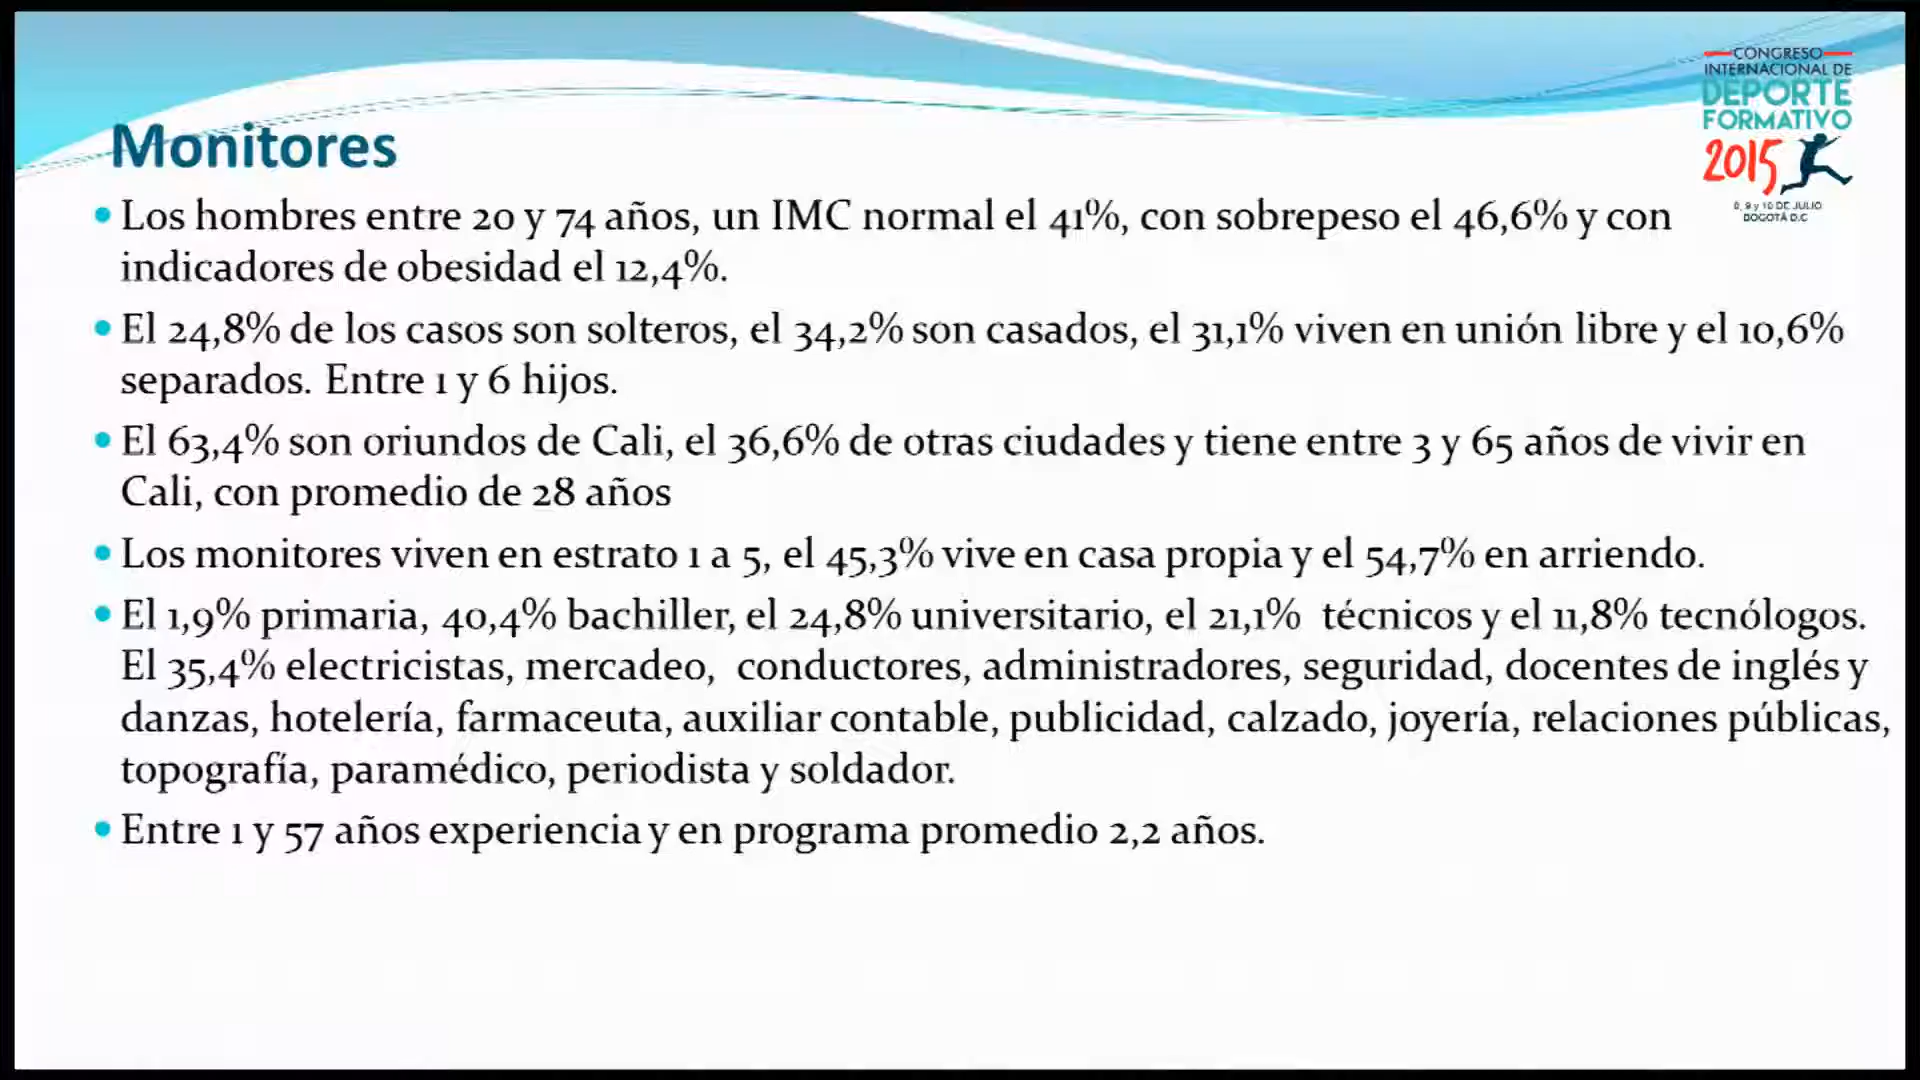 CONGRESO
INTERNACIONAL DE
DEPORTE
FORMATIVO
2015
8, 9 y 10 DE JULIO
BOGOTÁ D.C
Monitores
• Los hombres entre 20 y 74 años, un IMC normal el 41%, con sobrepeso el 46,6% y con
indicadores de obesidad el 12,4%.
• El 24,8% de los casos son solteros, el 34,2% son casados, el 31,1% viven en unión libre y el 10,6%
separados. Entre 1 y 6 hijos.
• El 63,4% son oriundos de Cali, el 36,6% de otras ciudades y tiene entre 3 y 65 años de vivir en
Cali, con promedio de 28 años
• Los monitores viven en estrato 1 a 5, el 45,3% vive en casa propia y el 54,7% en arriendo.
• El 1,9% primaria, 40,4% bachiller, el 24,8% universitario, el 21,1% técnicos y el 11,8% tecnólogos.
El 35,4% electricistas, mercadeo, conductores, administradores, seguridad, docentes de inglés y
danzas, hotelería, farmaceuta, auxiliar contable, publicidad, calzado, joyería, relaciones públicas,
topografía, paramédico, periodista y soldador.
• Entre 1 y 57 años experiencia y en programa promedio 2,2 años.